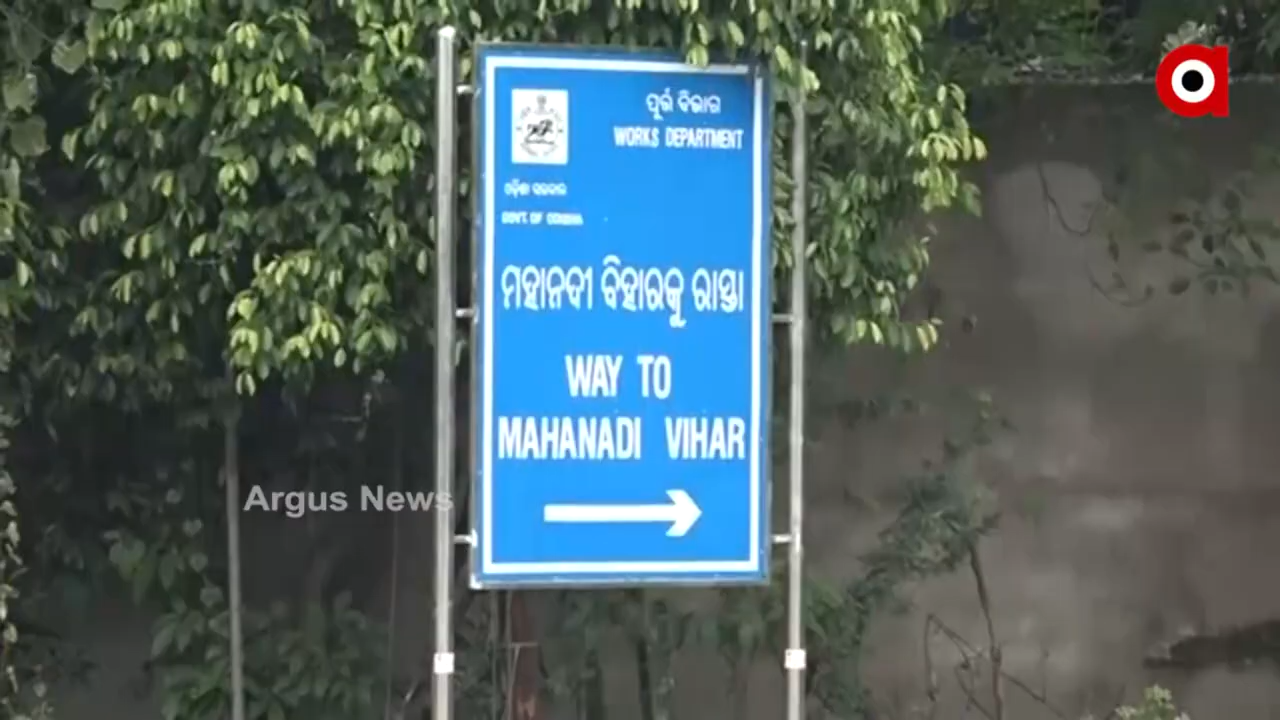 ପୂର୍ତ୍ତ ବିଭାଗ
WORKS DEPARTMENT
ଓଡ଼ିଶା ସରକାର
GOVT. OF ODISHA
ମହାନଦୀ ବିହାରକୁ ରାସ୍ତା
WAY TO
MAHANADI VIHAR
Argus News